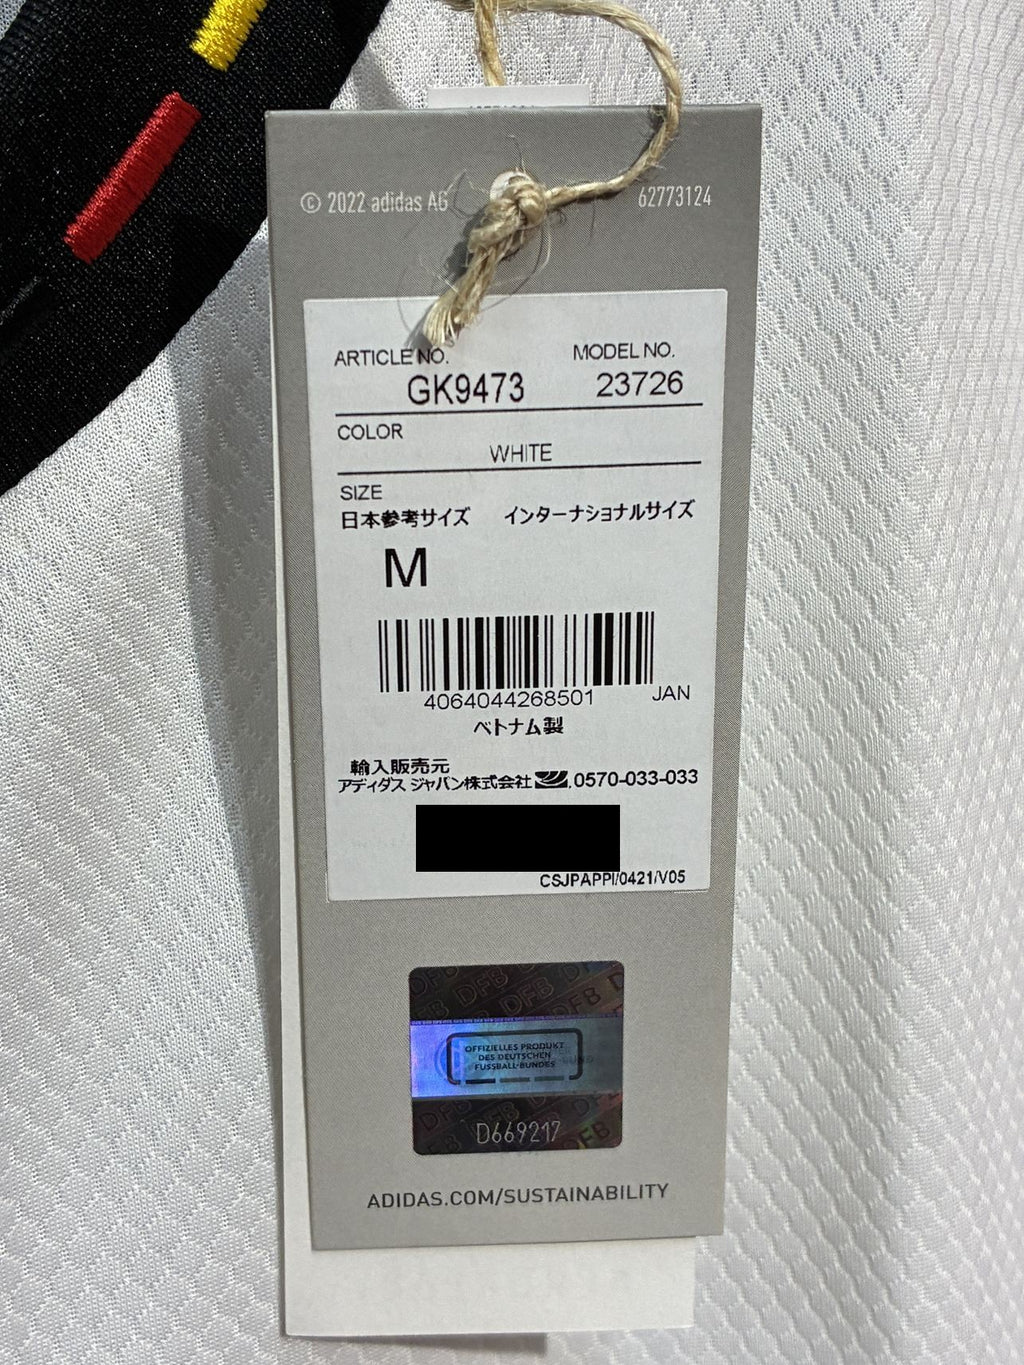 © 2022 adidas AG
62773124
ARTICLE NO. MODEL NO.
GK9473 23726
COLOR
WHITE
SIZE
日本参考サイズ インターナショナルサイズ
M
4064044268501 JAN
ベトナム製
輸入販売元
アディダス ジャパン株式会社 0570-033-033
CSJPAPPI/0421/V05
DFB DFB DFB
OFFIZIELLES PRODUKT
DES DEUTSCHEN
FUSSBALL-BUNDES
D669217
ADIDAS.COM/SUSTAINABILITY